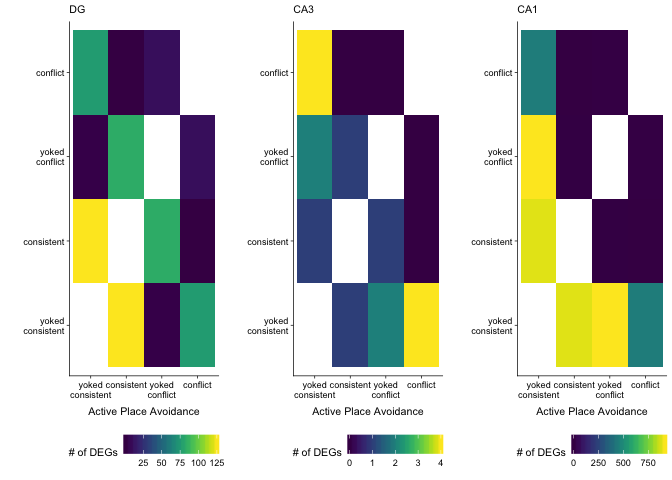 DG
conflict
yoked
conflict
consistent
yoked
consistent
yoked consistent yoked conflict
consistent conflict
Active Place Avoidance
# of DEGs
25 50 75 100 125
CA3
conflict
yoked
conflict
consistent
yoked
consistent
yoked consistent yoked conflict
consistent conflict
Active Place Avoidance
# of DEGs
0 1 2 3 4
CA1
conflict
yoked
conflict
consistent
yoked
consistent
yoked consistent yoked conflict
consistent conflict
Active Place Avoidance
# of DEGs
0 250 500 750